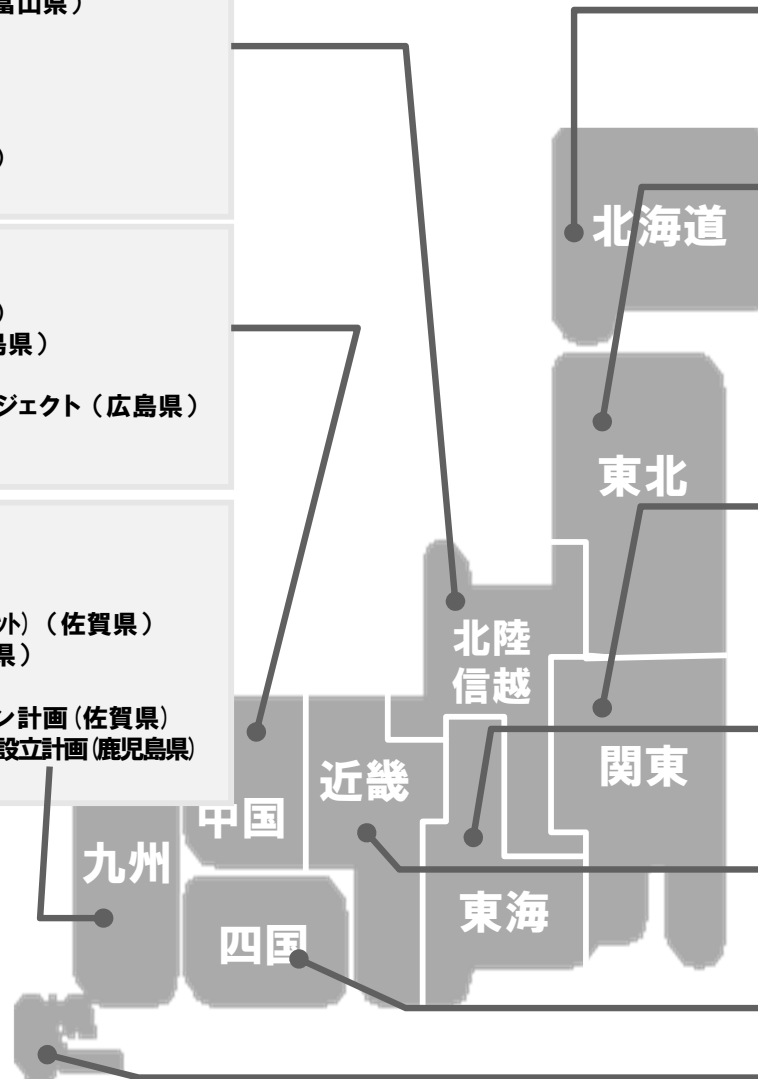 富山県）
）
）
島県）
ジェクト（広島県）
ット）（佐賀県）
県）
ン計画（佐賀県）
設立計画（鹿児島県）
北海道
東北
北陸
信越
関東
近畿
中国
九州
東海
四国